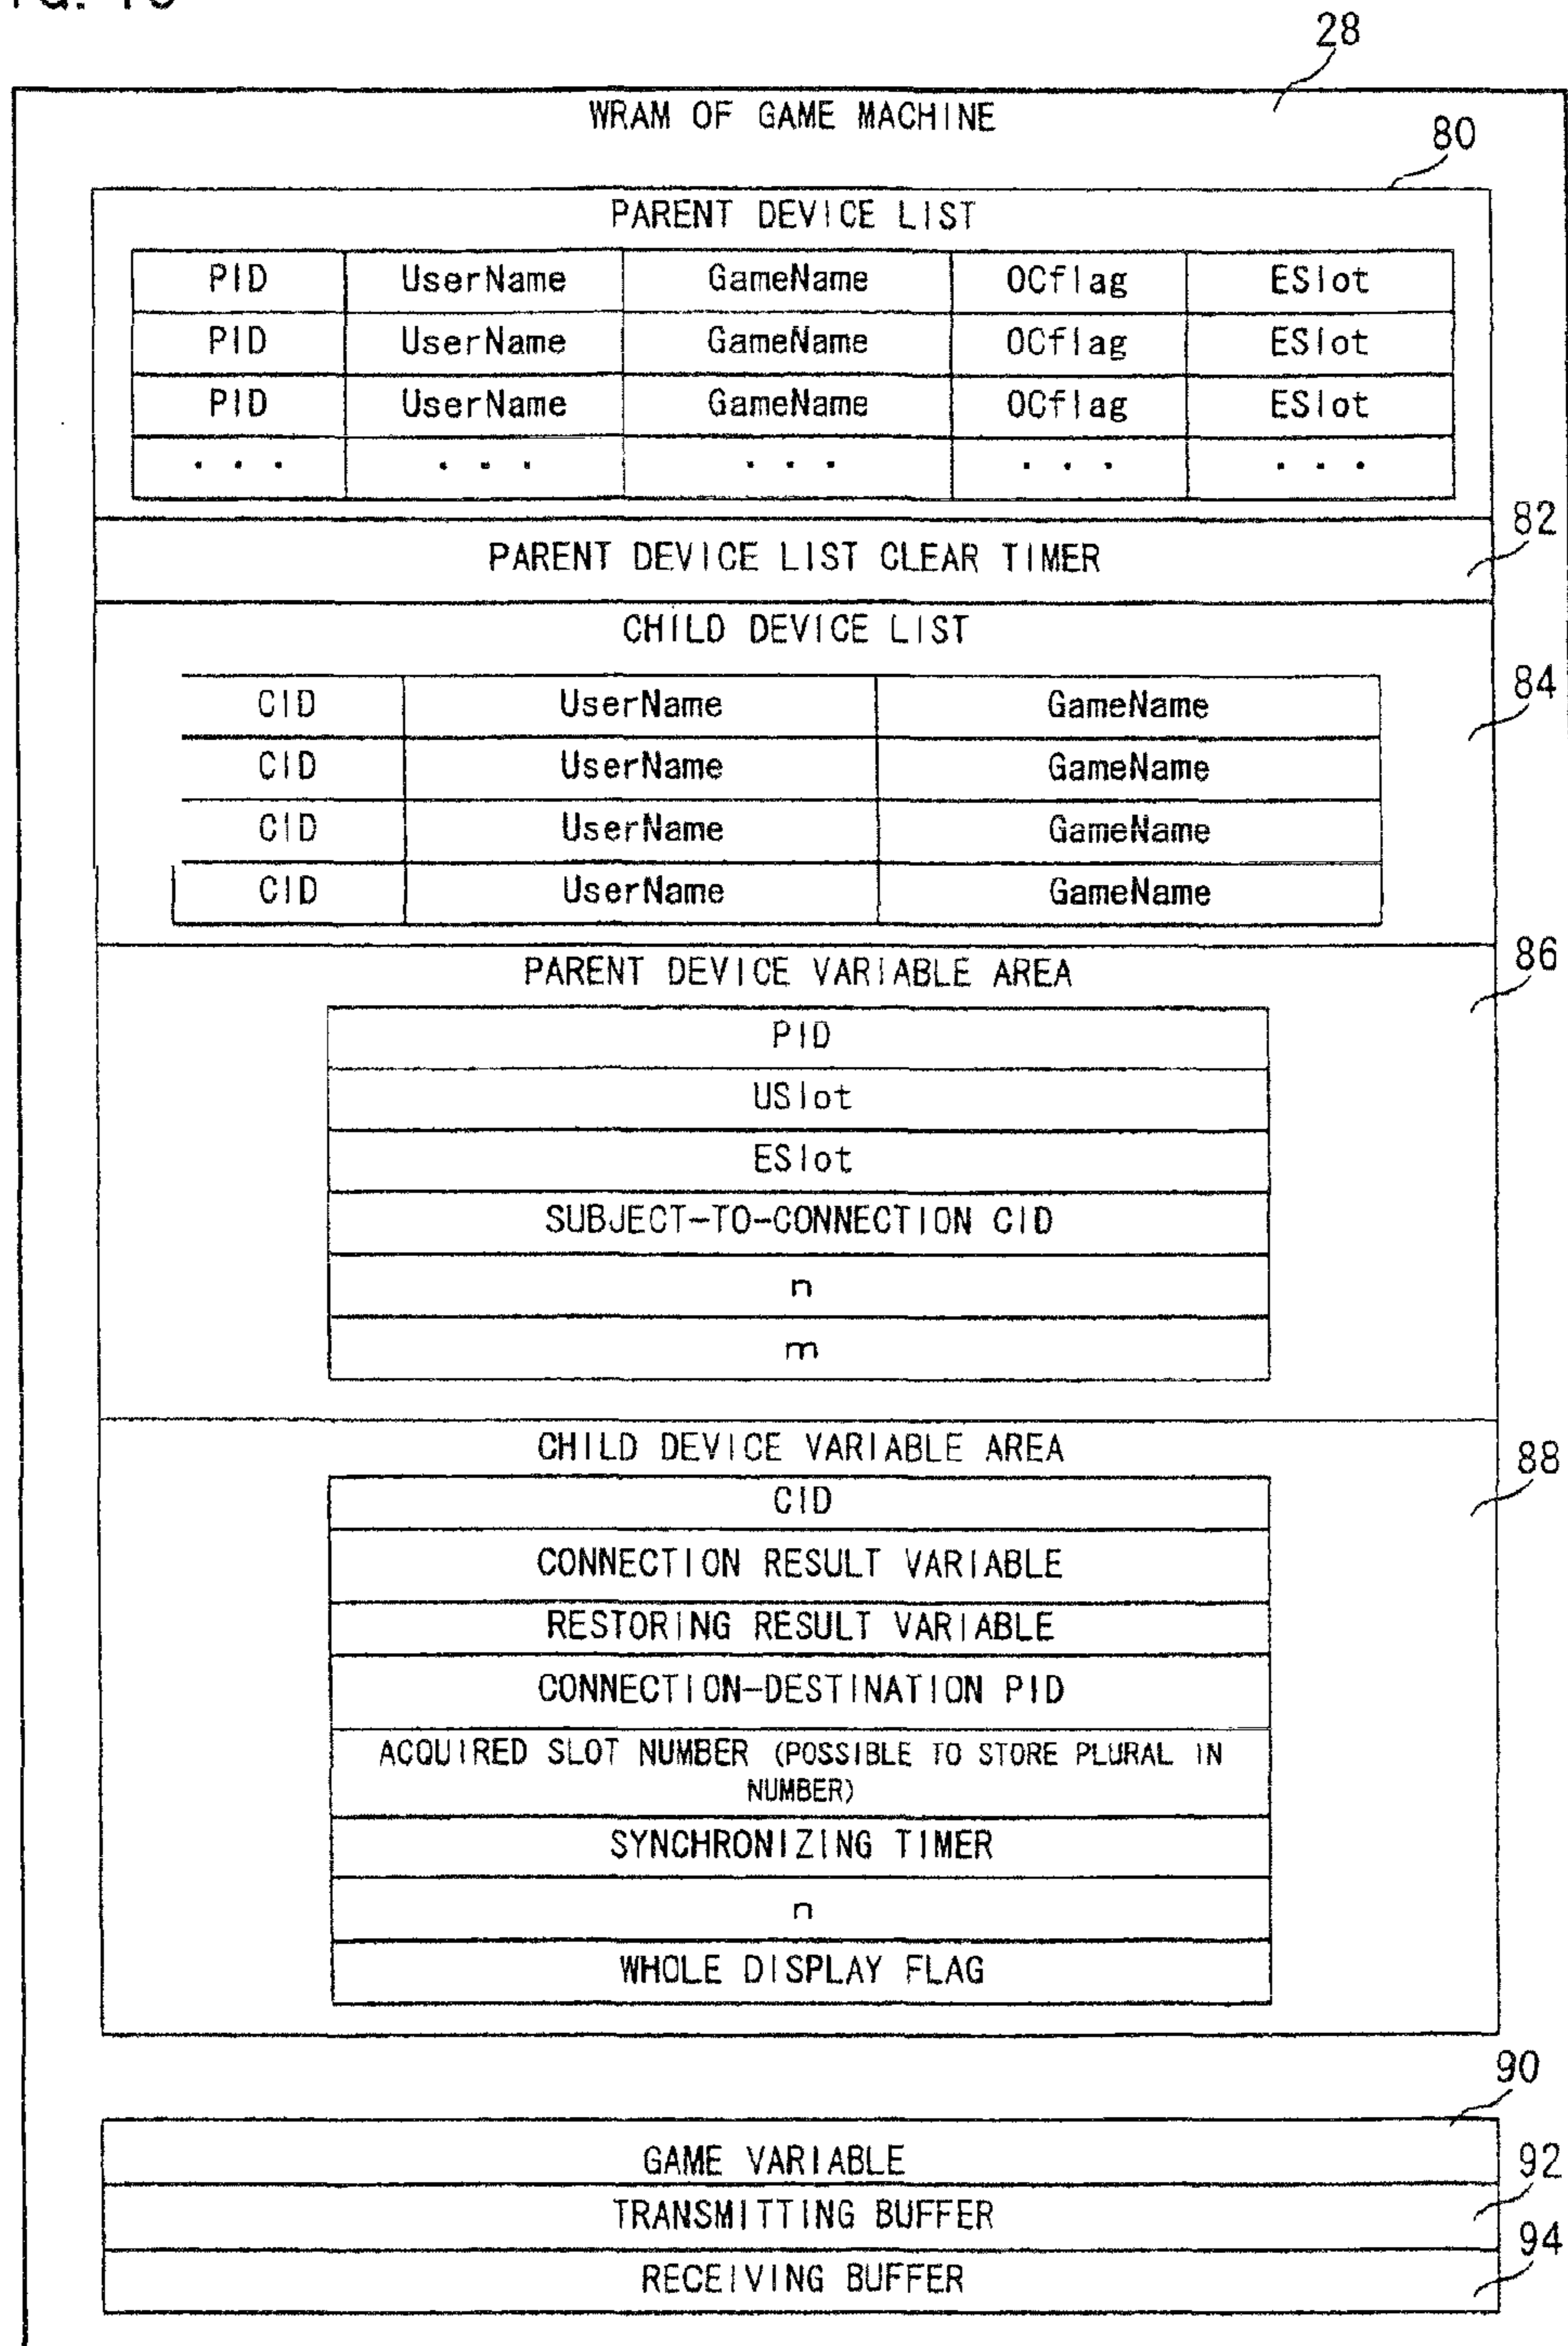 28
WRAM OF GAME MACHINE
80
PARENT DEVICE LIST
PID UserName GameName OCflag ESlot
PID UserName GameName OCflag ESlot
PID UserName GameName OCflag ESlot
... ... ... ... ...
82
PARENT DEVICE LIST CLEAR TIMER
CHILD DEVICE LIST
84
CID UserName GameName
CID UserName GameName
CID UserName GameName
CID UserName GameName
86
PARENT DEVICE VARIABLE AREA
PID
USlot
ESlot
SUBJECT-TO-CONNECTION CID
n
m
CHILD DEVICE VARIABLE AREA
88
CID
CONNECTION RESULT VARIABLE
RESTORING RESULT VARIABLE
CONNECTION-DESTINATION PID
ACQUIRED SLOT NUMBER (POSSIBLE TO STORE PLURAL IN
NUMBER)
SYNCHRONIZING TIMER
n
WHOLE DISPLAY FLAG
90
GAME VARIABLE
92
TRANSMITTING BUFFER
94
RECEIVING BUFFER